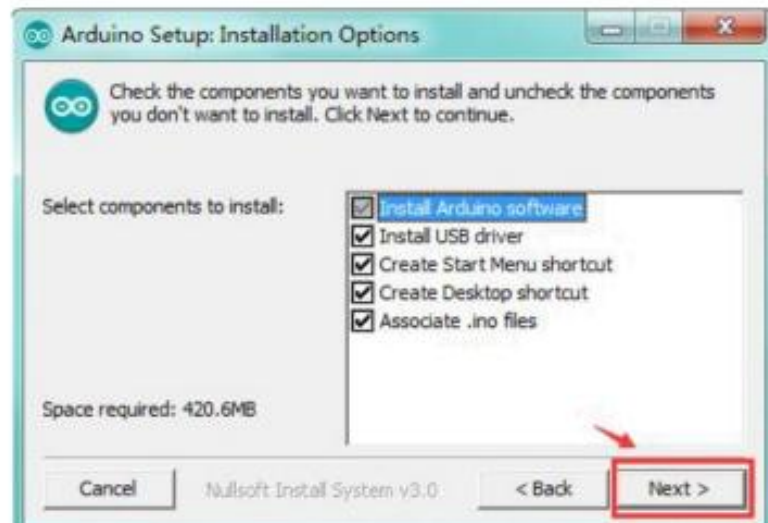 Arduino Setup: Installation Options
Check the components you want to install and uncheck the components
you don't want to install. Click Next to continue.
Select components to install:
Install Arduino software
Install USB driver
Create Start Menu shortcut
Create Desktop shortcut
Associate .ino files
Space required: 420.6MB
Cancel
Nullsoft Install System v3.0
< Back
Next >